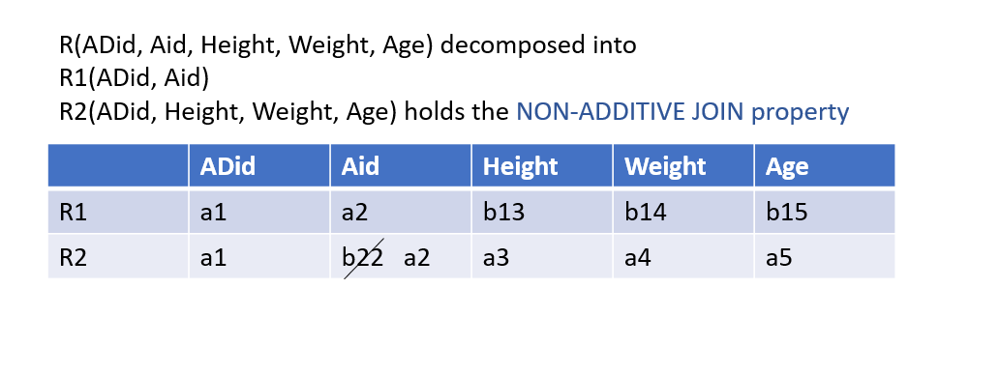 R(ADid, Aid, Height, Weight, Age) decomposed into
R1(ADid, Aid)
R2(ADid, Height, Weight, Age) holds the NON-ADDITIVE JOIN property
ADid Aid Height Weight Age
R1 a1 a2 b13 b14 b15
R2 a1 b22 a2 a3 a4 a5